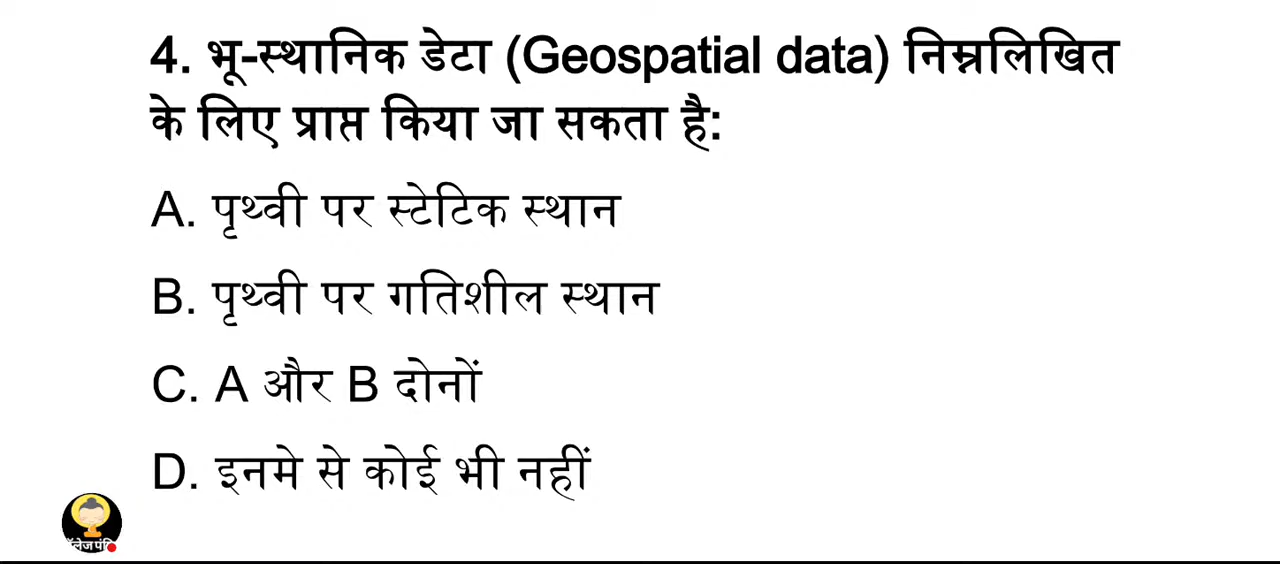 4. भू-स्थानिक डेटा (Geospatial data) निम्नलिखित
के लिए प्राप्त किया जा सकता है:
A. पृथ्वी पर स्टेटिक स्थान
B. पृथ्वी पर गतिशील स्थान
C. A और B दोनों
D. इनमे से कोई भी नहीं